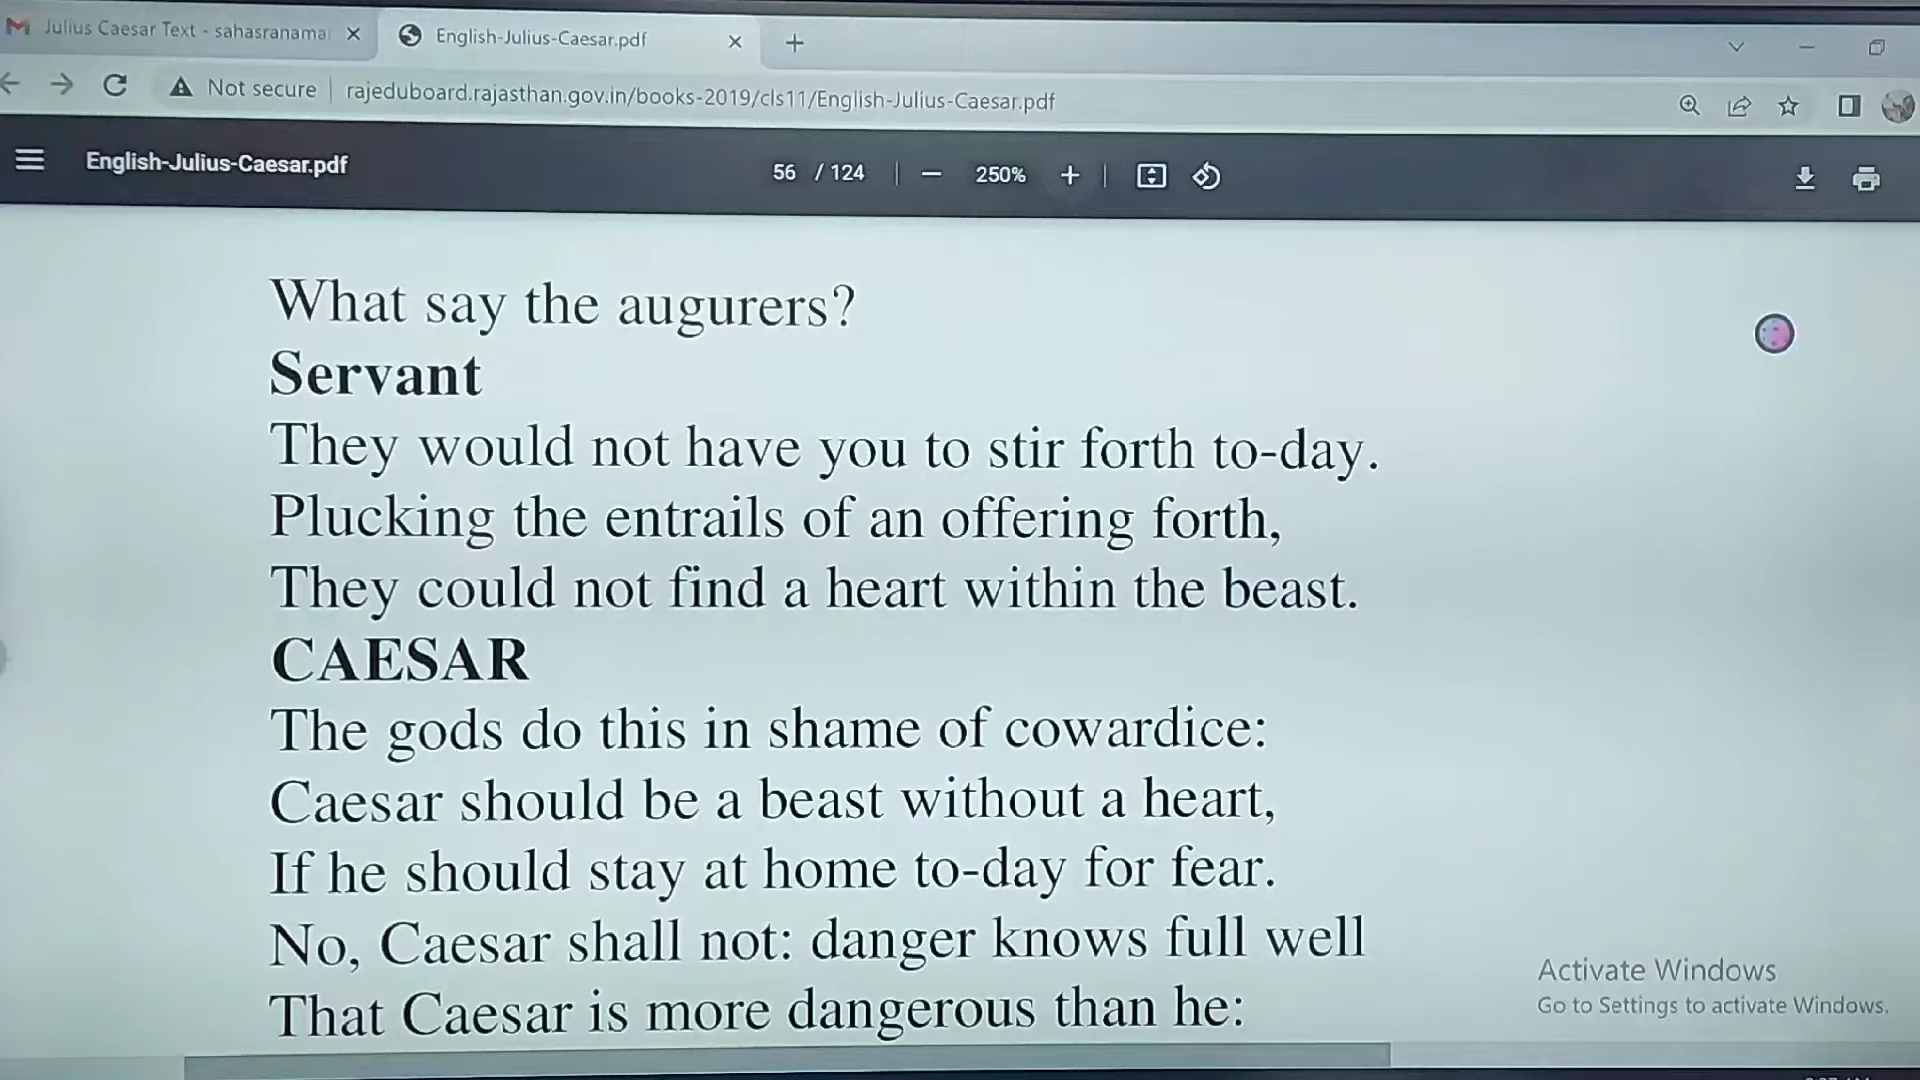 Julius Caesar Text - sahasranama
English-Julius-Caesar.pdf
Not secure
rajeduboard.rajasthan.gov.in/books-2019/cls11/English-Julius-Caesar.pdf
English-Julius-Caesar.pdf
56 / 124
250%
What say the augurers?
Servant
They would not have you to stir forth to-day.
Plucking the entrails of an offering forth,
They could not find a heart within the beast.
CAESAR
The gods do this in shame of cowardice:
Caesar should be a beast without a heart,
If he should stay at home to-day for fear.
No, Caesar shall not: danger knows full well
That Caesar is more dangerous than he:
Activate Windows
Go to Settings to activate Windows.